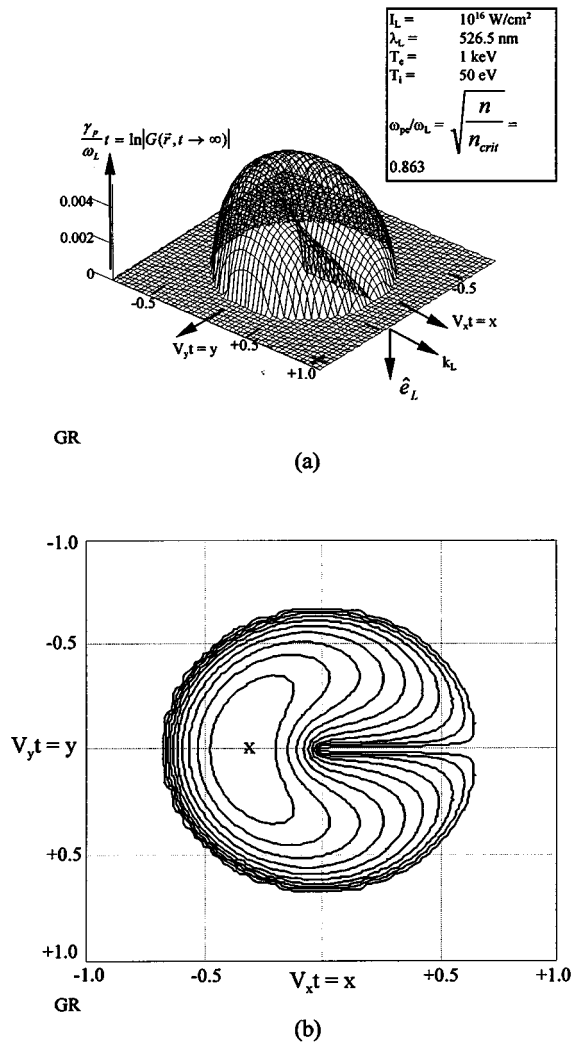 I_L = 10^16 W/cm²
λ_L = 526.5 nm
T_e = 1 keV
T_i = 50 eV
ω_pe/ω_L = √(n/n_crit) =
0.863
γ_p/ω_L t = ln|G(r⃗, t → ∞)|
0.004
0.002
0
-0.5
V_y t = y
+0.5
+1.0
-0.5
V_x t = x
k_L
ê_L
GR
(a)
-1.0
-0.5
V_y t = y
x
+0.5
+1.0
-1.0
-0.5
V_x t = x
+0.5
+1.0
GR
(b)